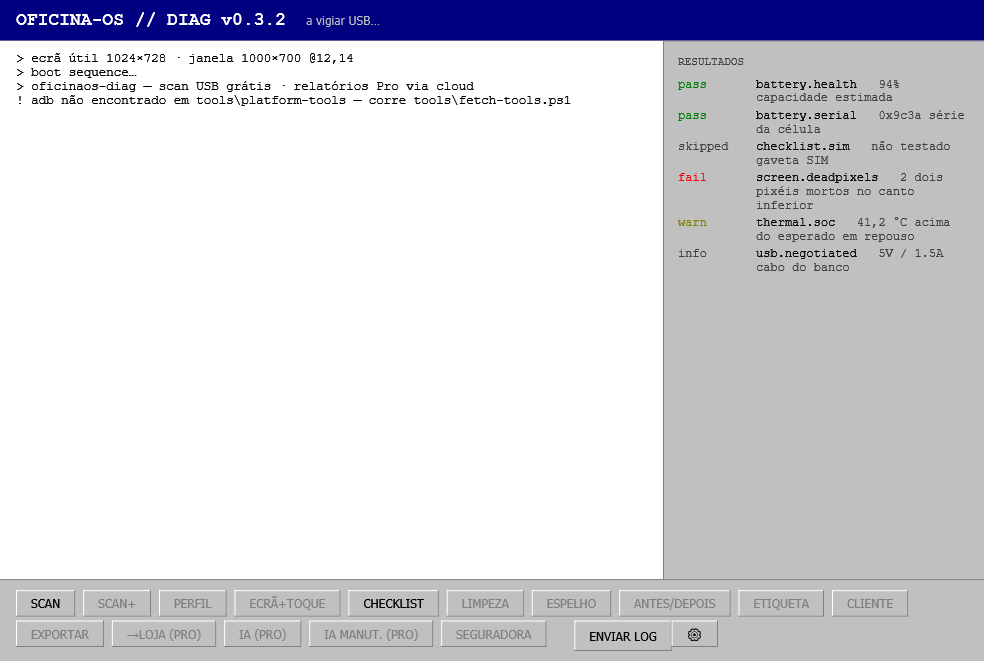 OFICINA-OS // DIAG v0.3.2 a vigiar USB…
> ecrã útil 1024×728 · janela 1000×700 @12,14
> boot sequence…
> oficinaos-diag — scan USB grátis · relatórios Pro via cloud
! adb não encontrado em tools\platform-tools — corre tools\fetch-tools.ps1
RESULTADOS
pass battery.health 94%
capacidade estimada
pass battery.serial 0x9c3a série
da célula
skipped checklist.sim não testado
gaveta SIM
fail screen.deadpixels 2 dois
pixéis mortos no canto
inferior
warn thermal.soc 41,2 °C acima
do esperado em repouso
info usb.negotiated 5V / 1.5A
cabo do banco
SCAN SCAN+ PERFIL ECRÃ+TOQUE CHECKLIST LIMPEZA ESPELHO ANTES/DEPOIS ETIQUETA CLIENTE
EXPORTAR →LOJA (PRO) IA (PRO) IA MANUT. (PRO) SEGURADORA ENVIAR LOG